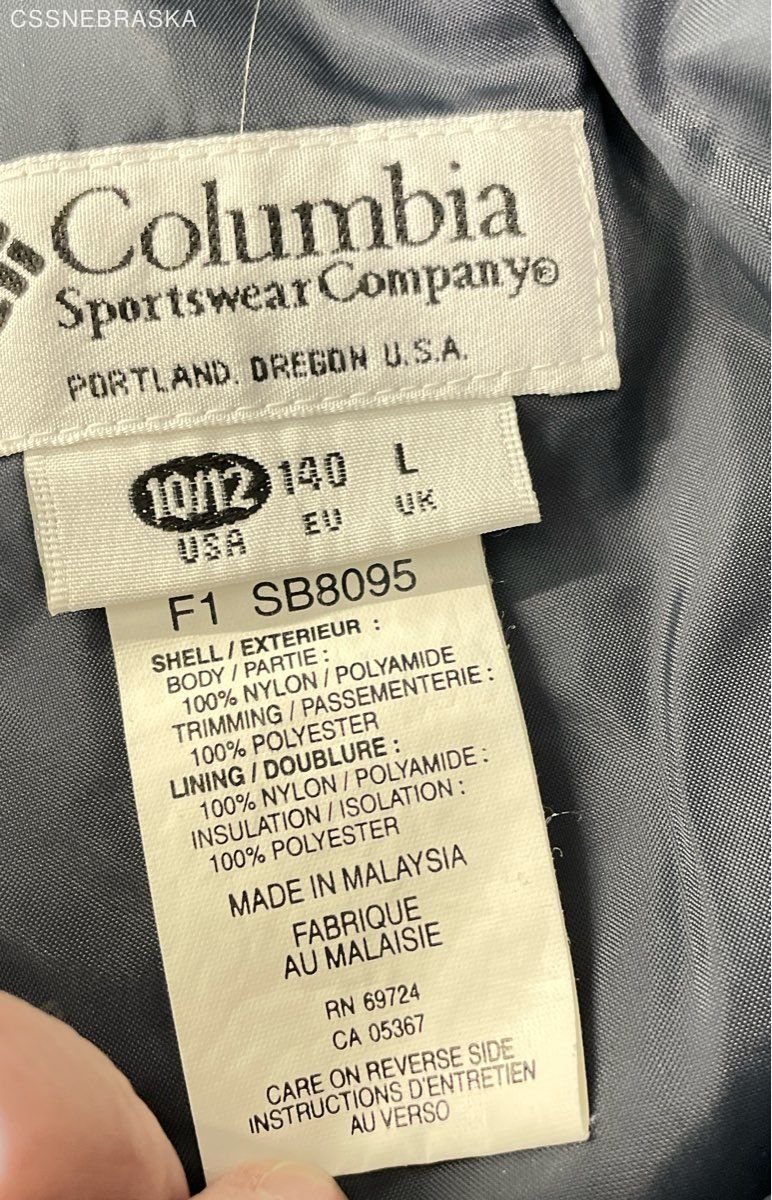 CSSNEBRASKA
Columbia
Sportswear Company®
PORTLAND. OREGON U.S.A.
10/12 140 L
USA EU UK
F1 SB8095
SHELL / EXTERIEUR :
BODY / PARTIE :
100% NYLON / POLYAMIDE
TRIMMING / PASSEMENTERIE :
100% POLYESTER
LINING / DOUBLURE :
100% NYLON / POLYAMIDE :
INSULATION / ISOLATION :
100% POLYESTER
MADE IN MALAYSIA
FABRIQUE
AU MALAISIE
RN 69724
CA 05367
CARE ON REVERSE SIDE
INSTRUCTIONS D'ENTRETIEN
AU VERSO